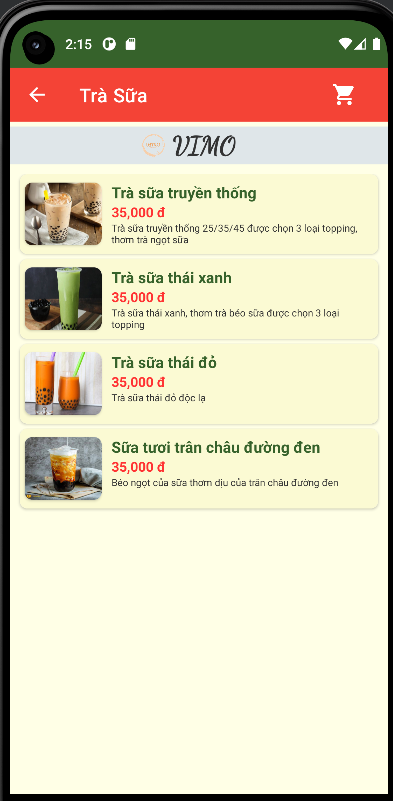 2:15
Trà Sữa
VIMO
Trà sữa truyền thống
35,000 đ
Trà sữa truyền thống 25/35/45 được chọn 3 loại topping,
thơm trà ngọt sữa
Trà sữa thái xanh
35,000 đ
Trà sữa thái xanh, thơm trà béo sữa được chọn 3 loại
topping
Trà sữa thái đỏ
35,000 đ
Trà sữa thái đỏ độc lạ
Sữa tươi trân châu đường đen
35,000 đ
Béo ngọt của sữa thơm dịu của trân châu đường đen